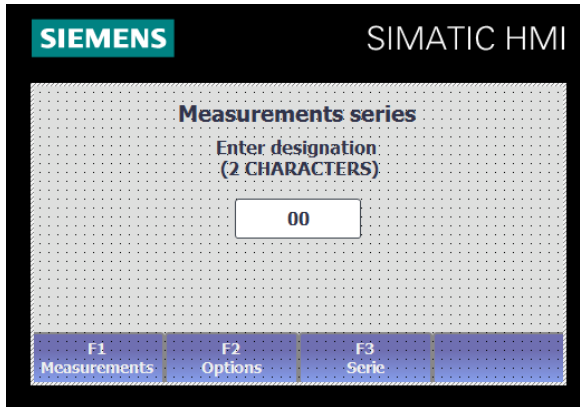 SIEMENS
SIMATIC HMI
Measurements series
Enter designation
(2 CHARACTERS)
00
F1
Measurements
F2
Options
F3
Serie